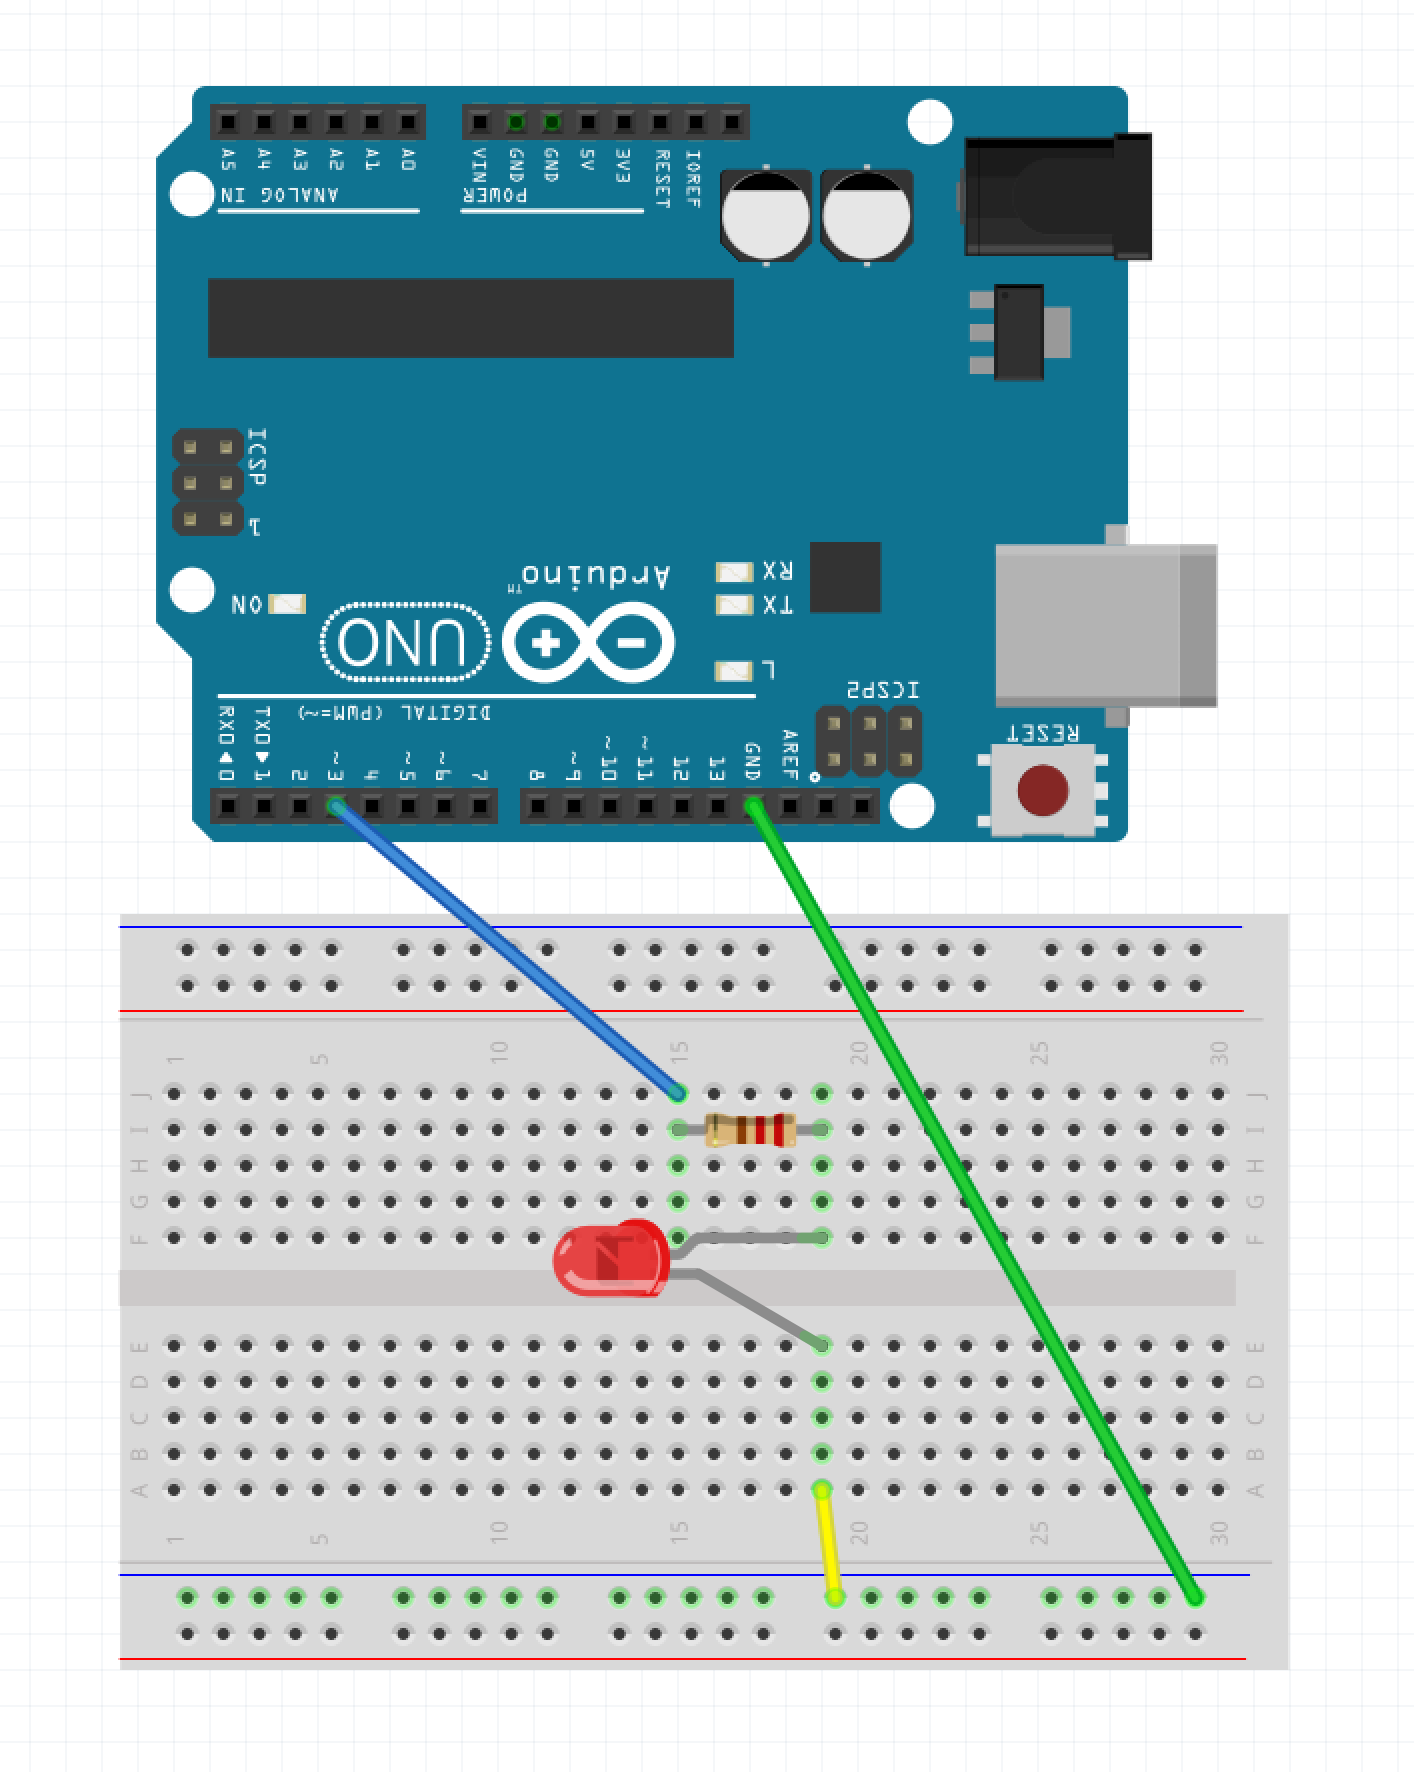 A5 A4 A3 A2 A1 A0 VIN GND GND 5V 3V3 RESET IOREF
ANALOG IN
POWER
ICSP
1
Arduino™
RX
TX
ON
UNO
L
ICSP2
DIGITAL (PWM=~)
RESET
RX0◀0 TX0▶1 2 ~3 4 ~5 ~6 7 8 ~9 ~10 ~11 12 13 GND AREF
1 5 10 15 20 25 30
J J
I I
H H
G G
F F
E E
D D
C C
B B
A A
1 5 10 15 20 25 30